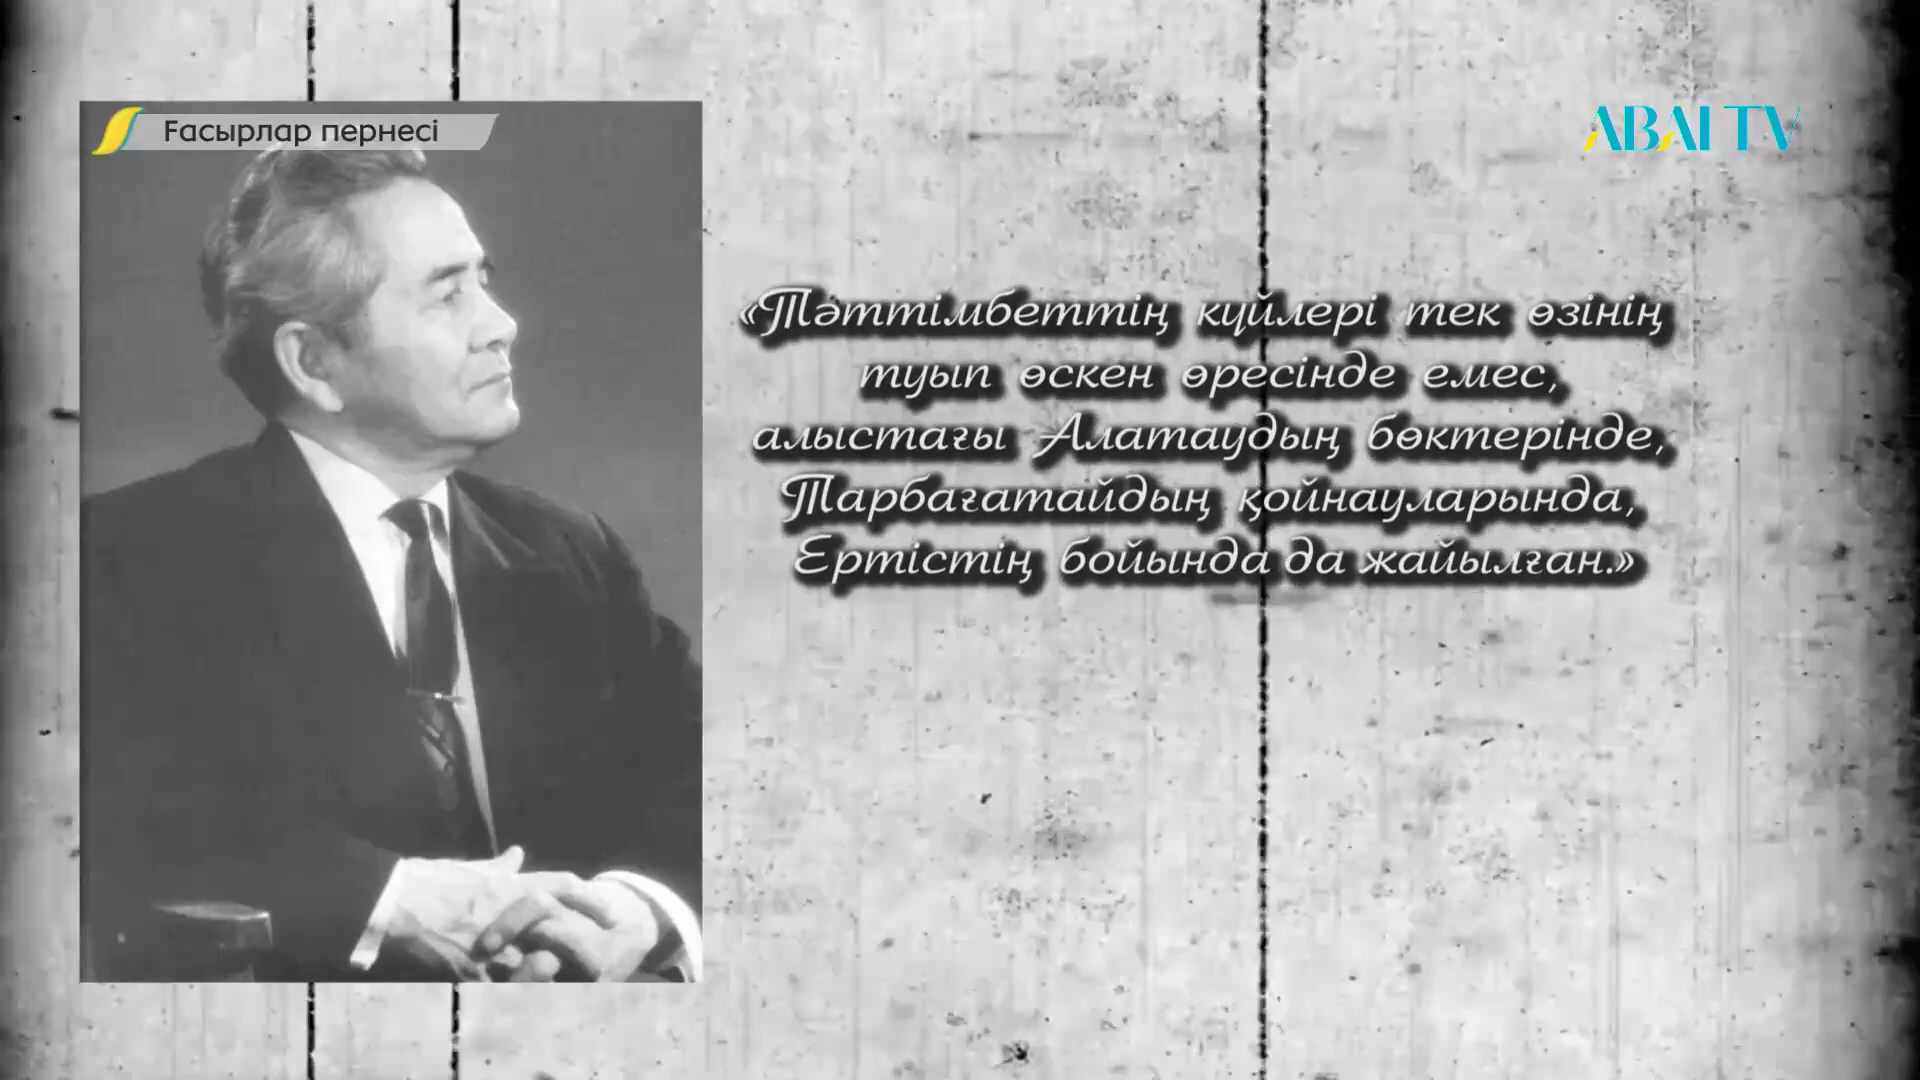 Ғасырлар пернесі
ABAI TV
«Тәттімбеттің күйлері тек өзінің
туып өскен өресінде емес,
алыстағы Алатаудың бөктерінде,
Тарбағатайдың қойнауларында,
Ертістің бойында да жайылған.»